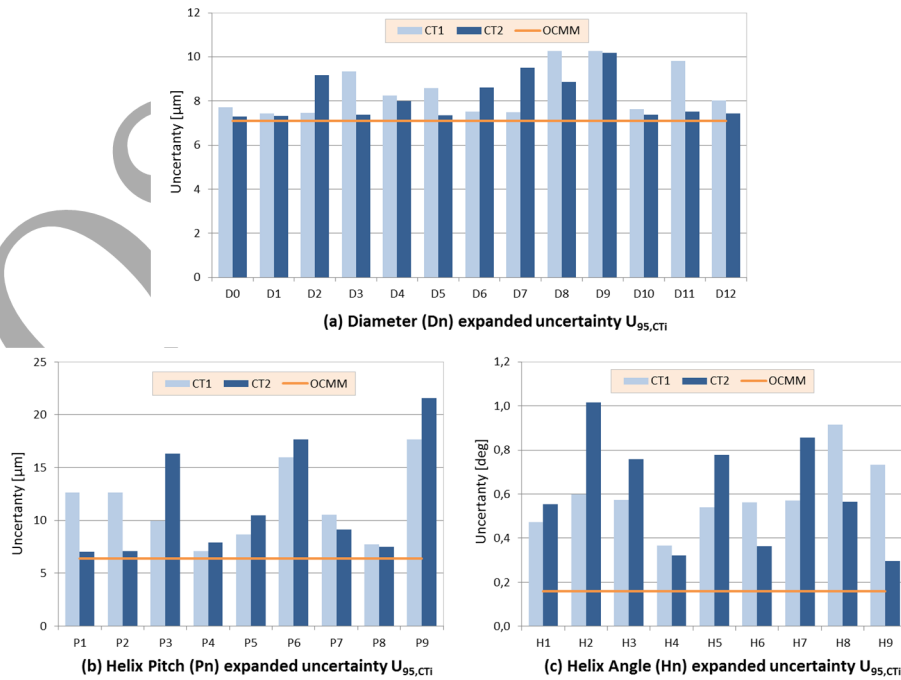 12
CT1 CT2 OCMM
10
8
6
4
2
0
Uncertanty [µm]
D0 D1 D2 D3 D4 D5 D6 D7 D8 D9 D10 D11 D12
(a) Diameter (Dn) expanded uncertainty U95,CTi
25
CT1 CT2 OCMM
20
15
10
5
0
Uncertanty [µm]
P1 P2 P3 P4 P5 P6 P7 P8 P9
(b) Helix Pitch (Pn) expanded uncertainty U95,CTi
1,2
CT1 CT2 OCMM
1,0
0,8
0,6
0,4
0,2
0,0
Uncertanty [deg]
H1 H2 H3 H4 H5 H6 H7 H8 H9
(c) Helix Angle (Hn) expanded uncertainty U95,CTi